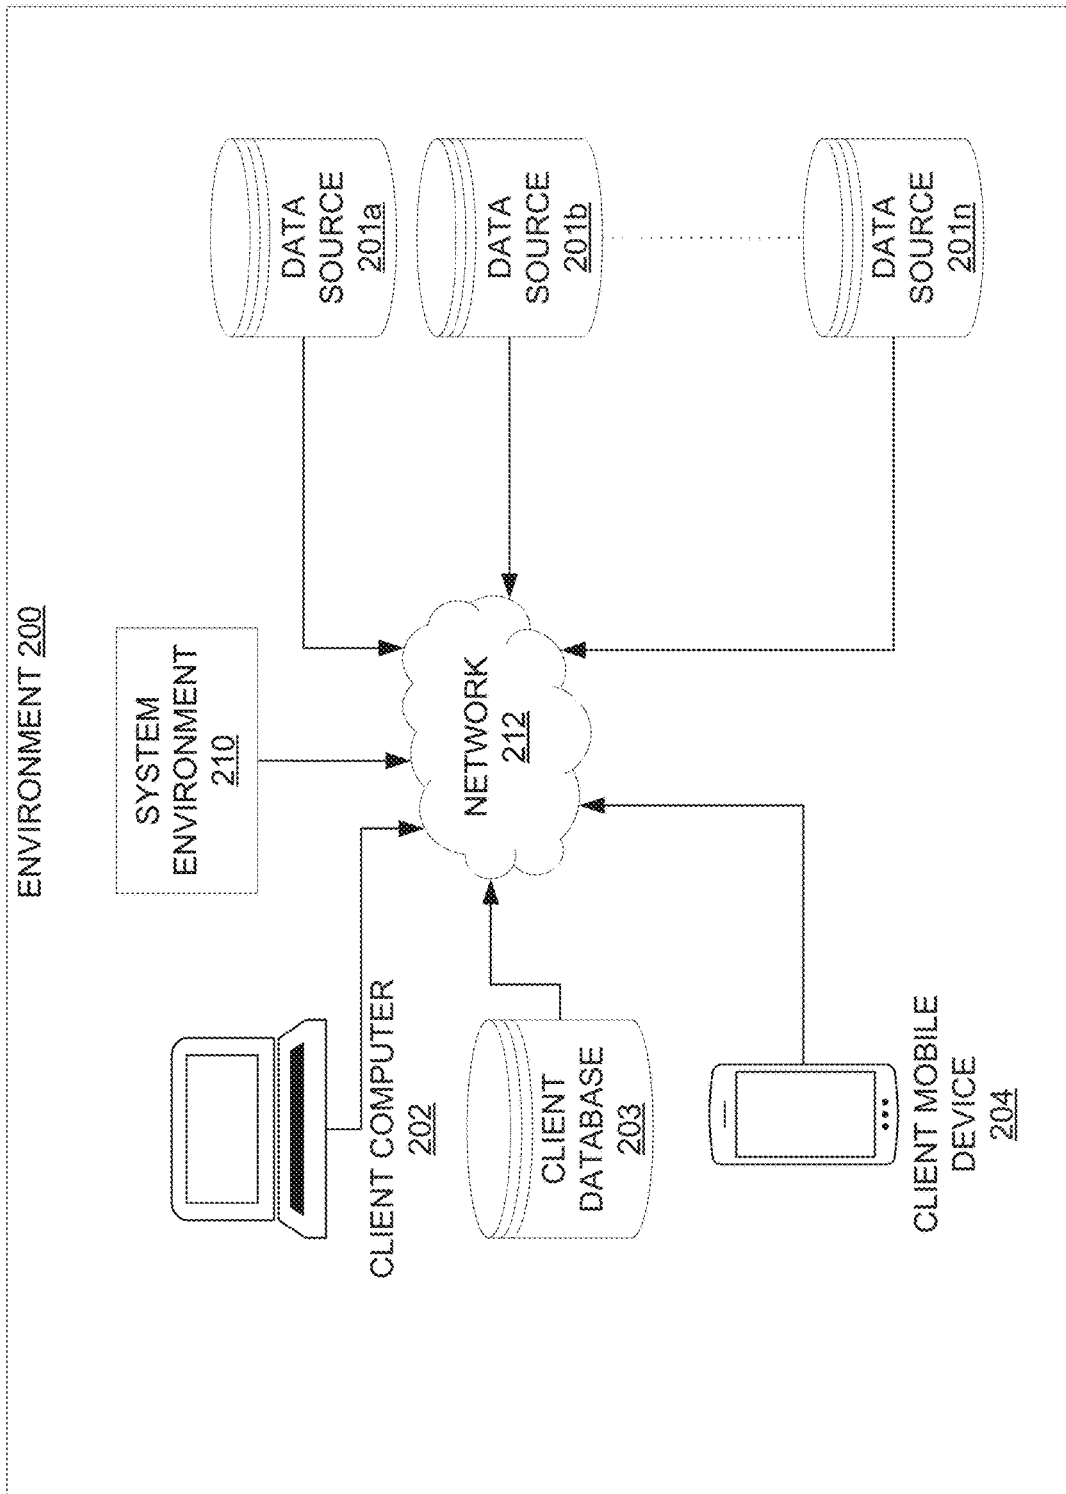 ENVIRONMENT 200
SYSTEM
ENVIRONMENT
210
CLIENT COMPUTER
202
CLIENT
DATABASE
203
CLIENT MOBILE
DEVICE
204
NETWORK
212
DATA
SOURCE
201a
DATA
SOURCE
201b
DATA
SOURCE
201n